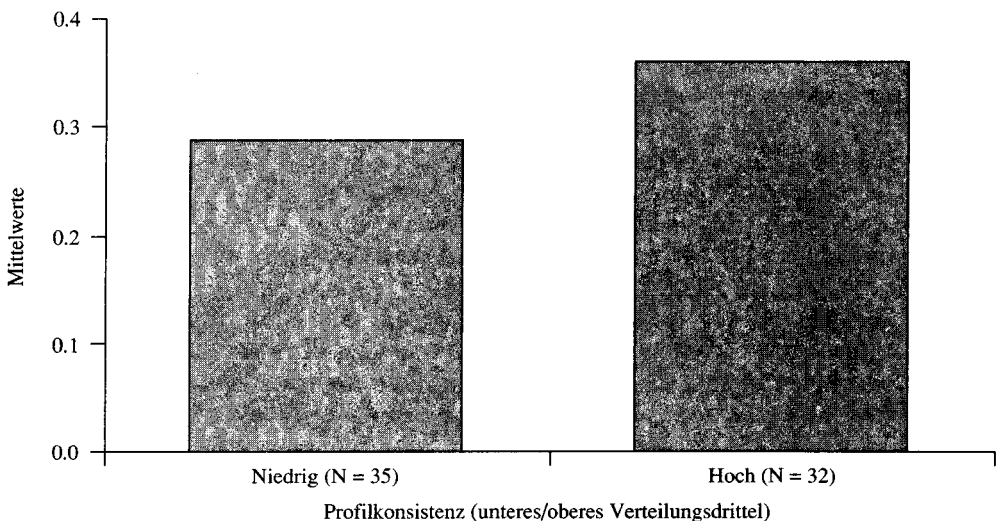 0.4
0.3
0.2
0.1
0.0
Mittelwerte
Niedrig (N = 35)
Hoch (N = 32)
Profilkonsistenz (unteres/oberes Verteilungsdrittel)